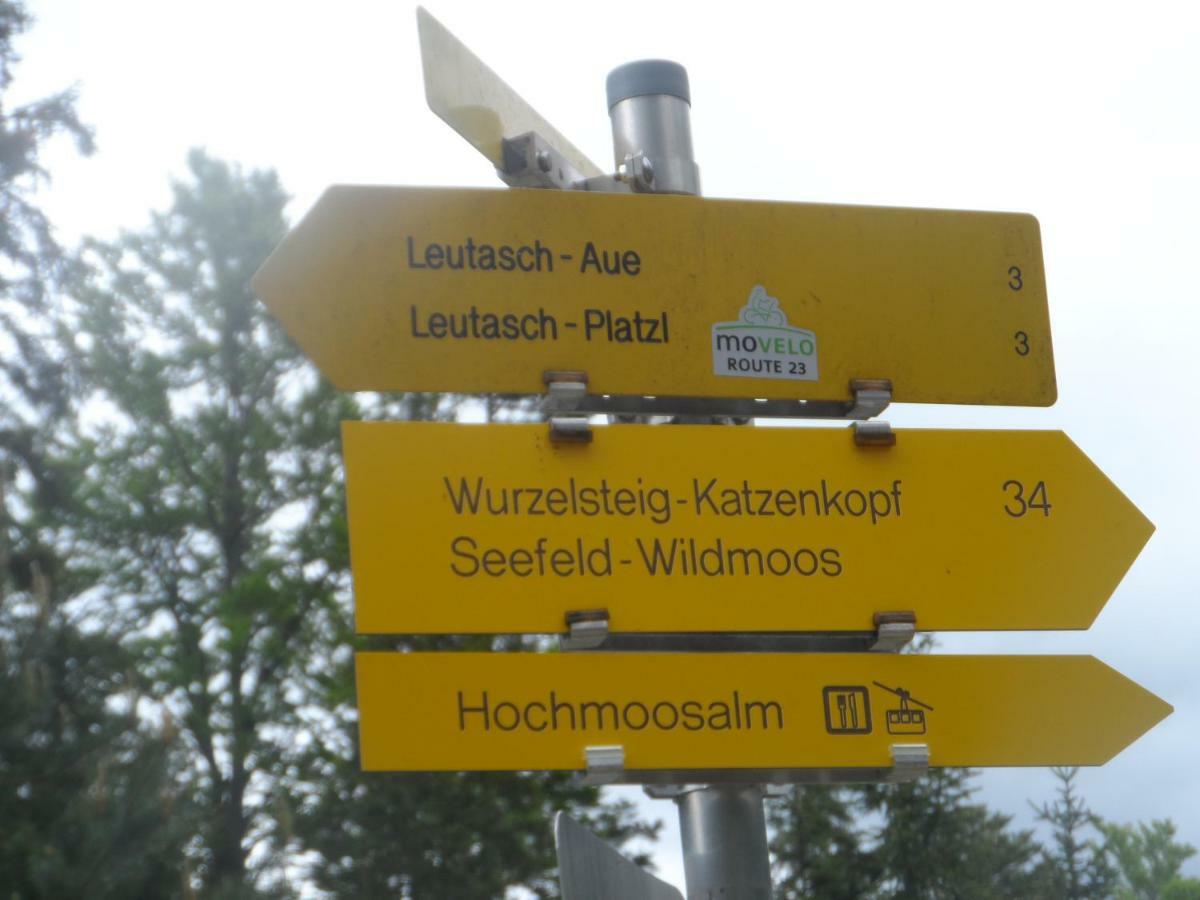 Leutasch - Aue 3
Leutasch - Platzl 3
movelo
ROUTE 23
Wurzelsteig - Katzenkopf 34
Seefeld - Wildmoos
Hochmoosalm